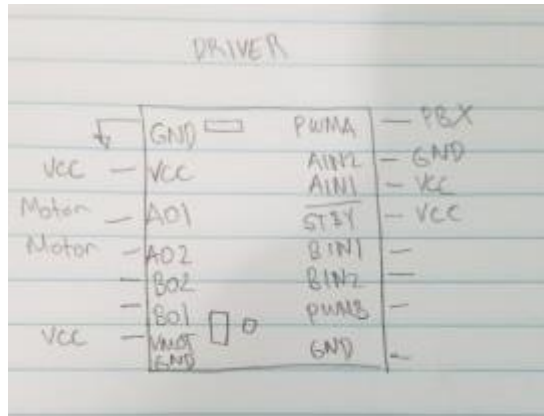 DRIVER
GND PWMA PBX
VCC VCC AIN2 GND
AIN1 VCC
Motor AO1 STBY VCC
Motor AO2 BIN1
BO2 BIN2
BO1 PWMB
VCC VMOT
GND GND